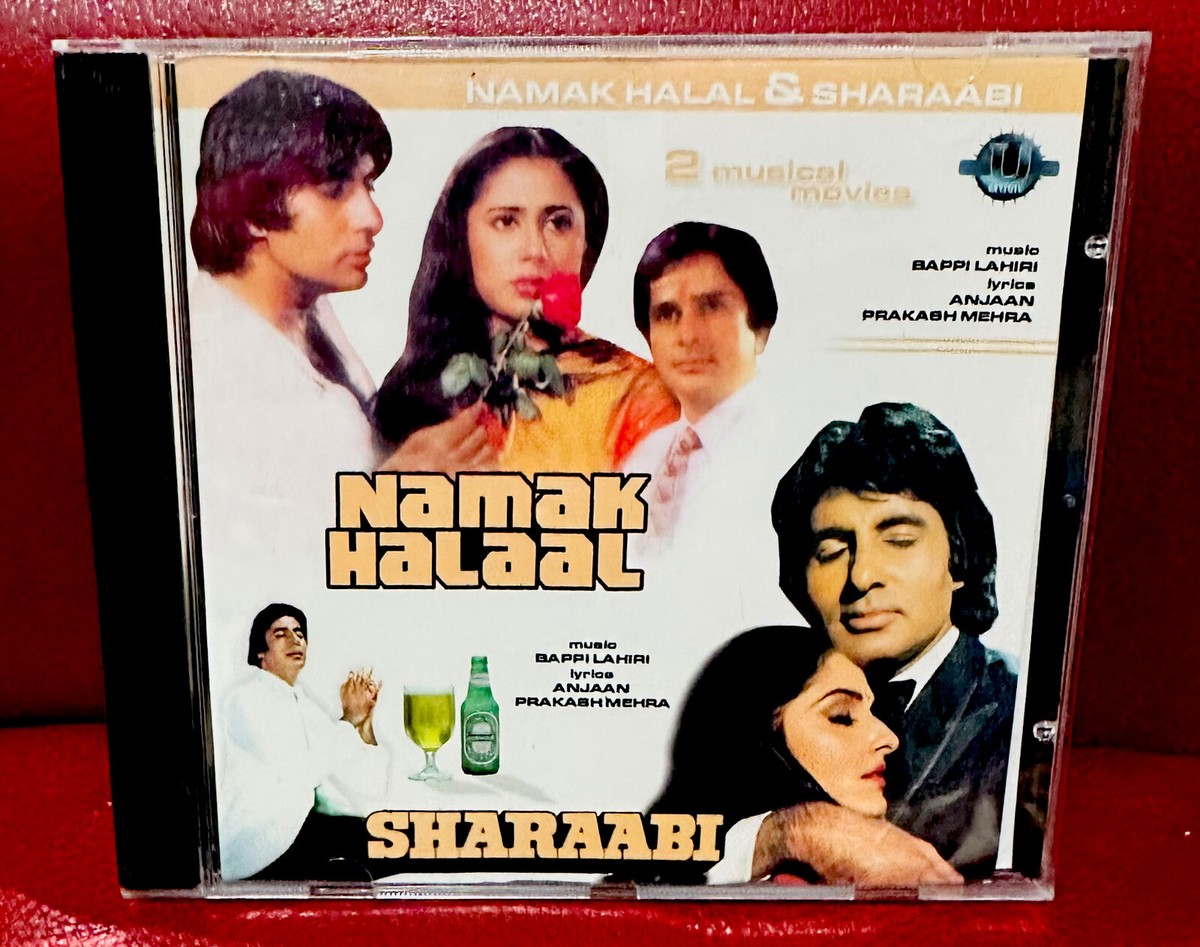 NAMAK HALAL & SHARAABI
2 musical
movies
music
BAPPI LAHIRI
lyrics
ANJAAN
PRAKASH MEHRA
Namak
Halaal
music
BAPPI LAHIRI
lyrics
ANJAAN
PRAKASH MEHRA
SHARAABI